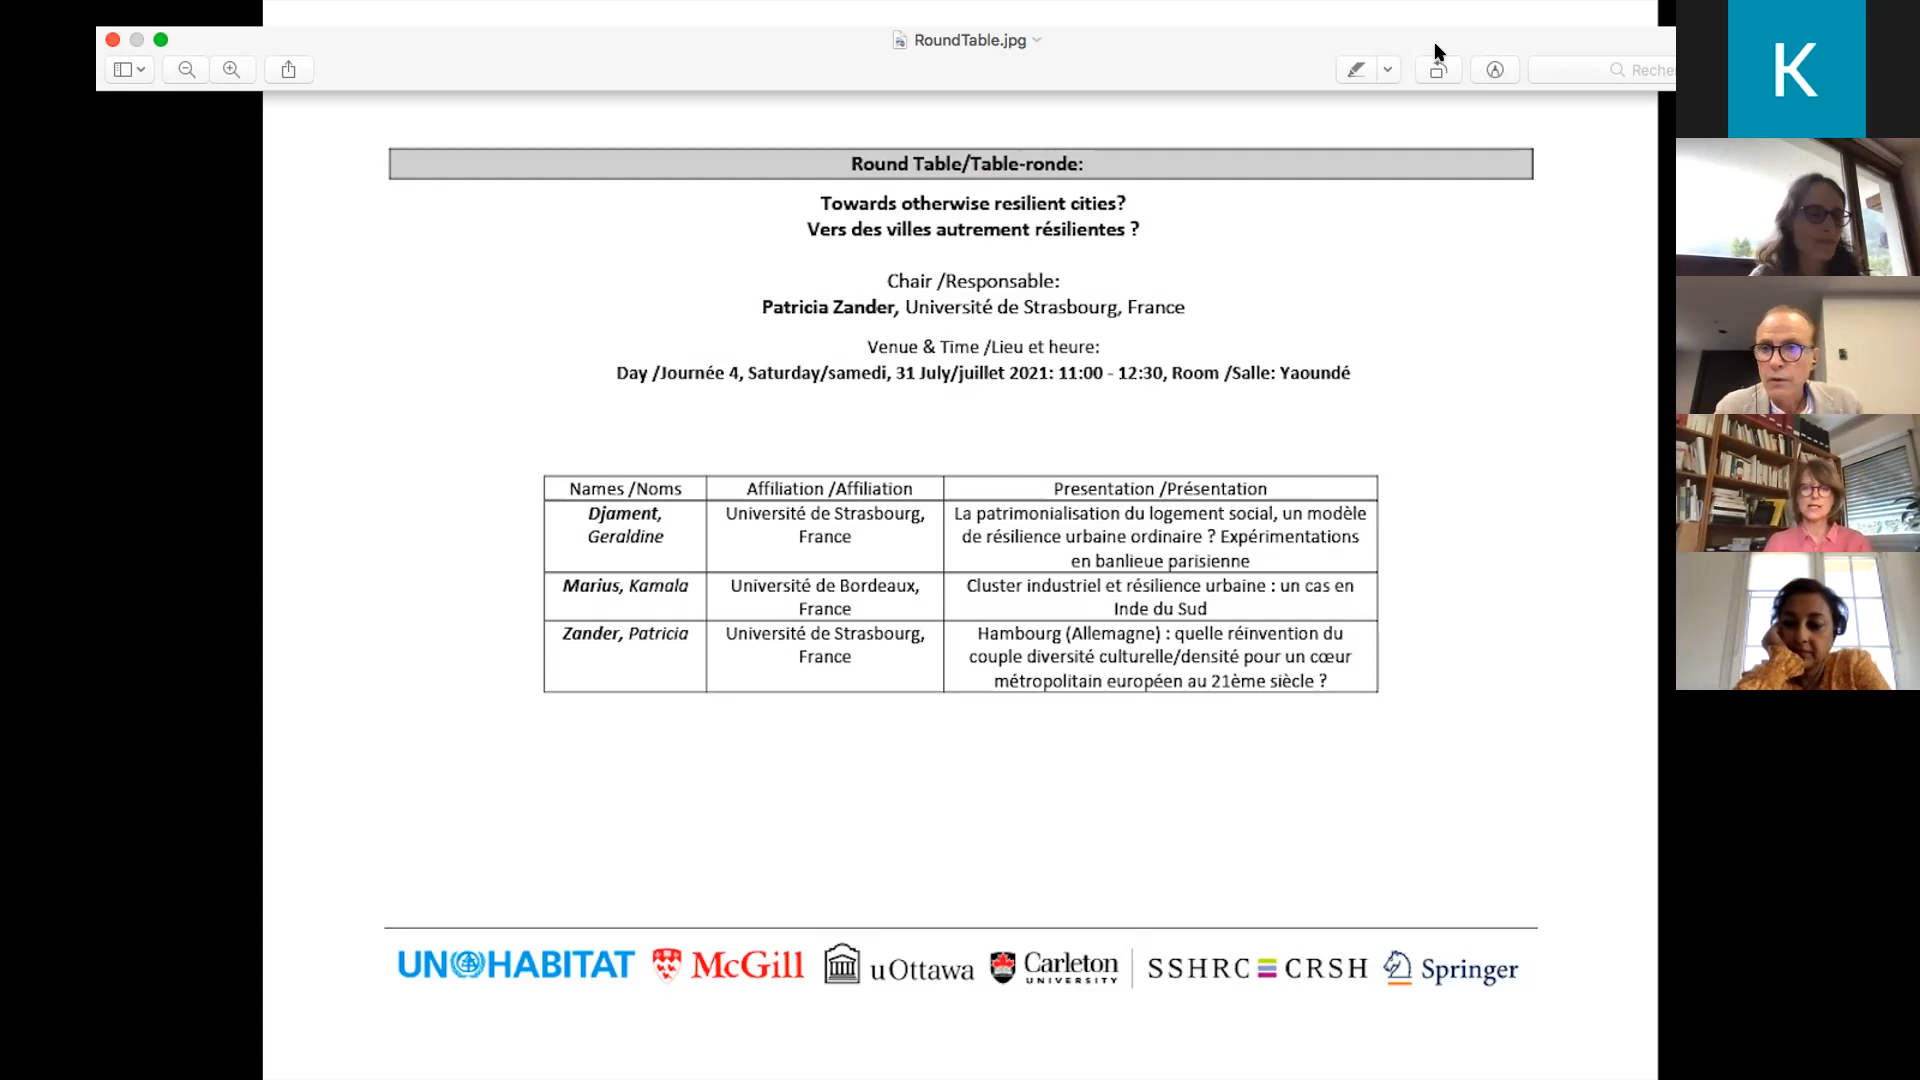 RoundTable.jpg
Reche
K
Round Table/Table-ronde:
Towards otherwise resilient cities?
Vers des villes autrement résilientes ?
Chair /Responsable:
Patricia Zander, Université de Strasbourg, France
Venue & Time /Lieu et heure:
Day /Journée 4, Saturday/samedi, 31 July/juillet 2021: 11:00 - 12:30, Room /Salle: Yaoundé
Names /Noms Affiliation /Affiliation Presentation /Présentation
Djament, Université de Strasbourg, La patrimonialisation du logement social, un modèle
Geraldine France de résilience urbaine ordinaire ? Expérimentations
en banlieue parisienne
Marius, Kamala Université de Bordeaux, Cluster industriel et résilience urbaine : un cas en
France Inde du Sud
Zander, Patricia Université de Strasbourg, Hambourg (Allemagne) : quelle réinvention du
France couple diversité culturelle/densité pour un cœur
métropolitain européen au 21ème siècle ?
UN HABITAT McGill uOttawa Carleton UNIVERSITY SSHRC CRSH Springer